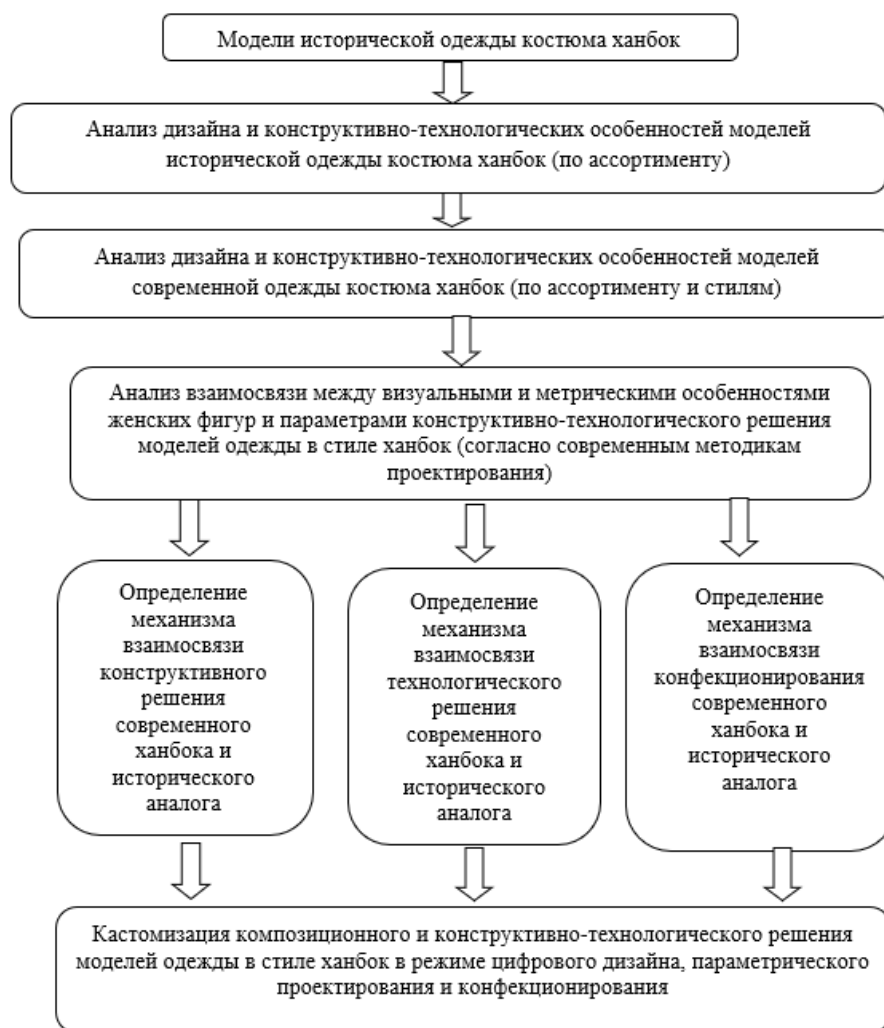 Модели исторической одежды костюма ханбок
Анализ дизайна и конструктивно-технологических особенностей моделей
исторической одежды костюма ханбок (по ассортименту)
Анализ дизайна и конструктивно-технологических особенностей моделей
современной одежды костюма ханбок (по ассортименту и стилям)
Анализ взаимосвязи между визуальными и метрическими особенностями
женских фигур и параметрами конструктивно-технологического решения
моделей одежды в стиле ханбок (согласно современным методикам
проектирования)
Определение
механизма
взаимосвязи
конструктивного
решения
современного
ханбока и
исторического
аналога
Определение
механизма
взаимосвязи
технологического
решения
современного
ханбока и
исторического
аналога
Определение
механизма
взаимосвязи
конфекционирования
современного
ханбока и
исторического
аналога
Кастомизация композиционного и конструктивно-технологического решения
моделей одежды в стиле ханбок в режиме цифрового дизайна, параметрического
проектирования и конфекционирования